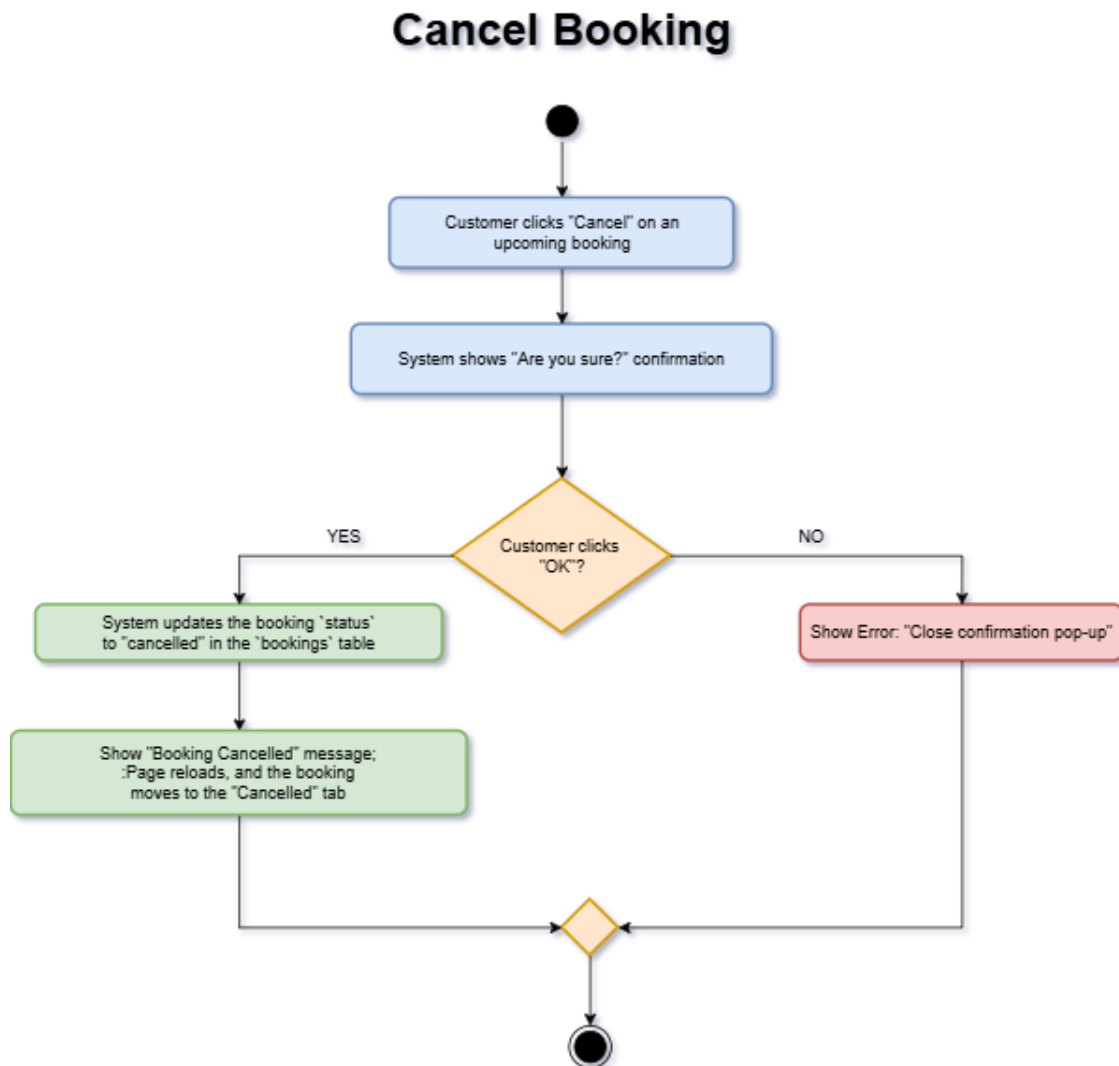 Cancel Booking
Customer clicks "Cancel" on an
upcoming booking
System shows "Are you sure?" confirmation
Customer clicks
"OK"?
YES
NO
System updates the booking `status`
to "cancelled" in the `bookings` table
Show Error: "Close confirmation pop-up"
Show "Booking Cancelled" message;
:Page reloads, and the booking
moves to the "Cancelled" tab